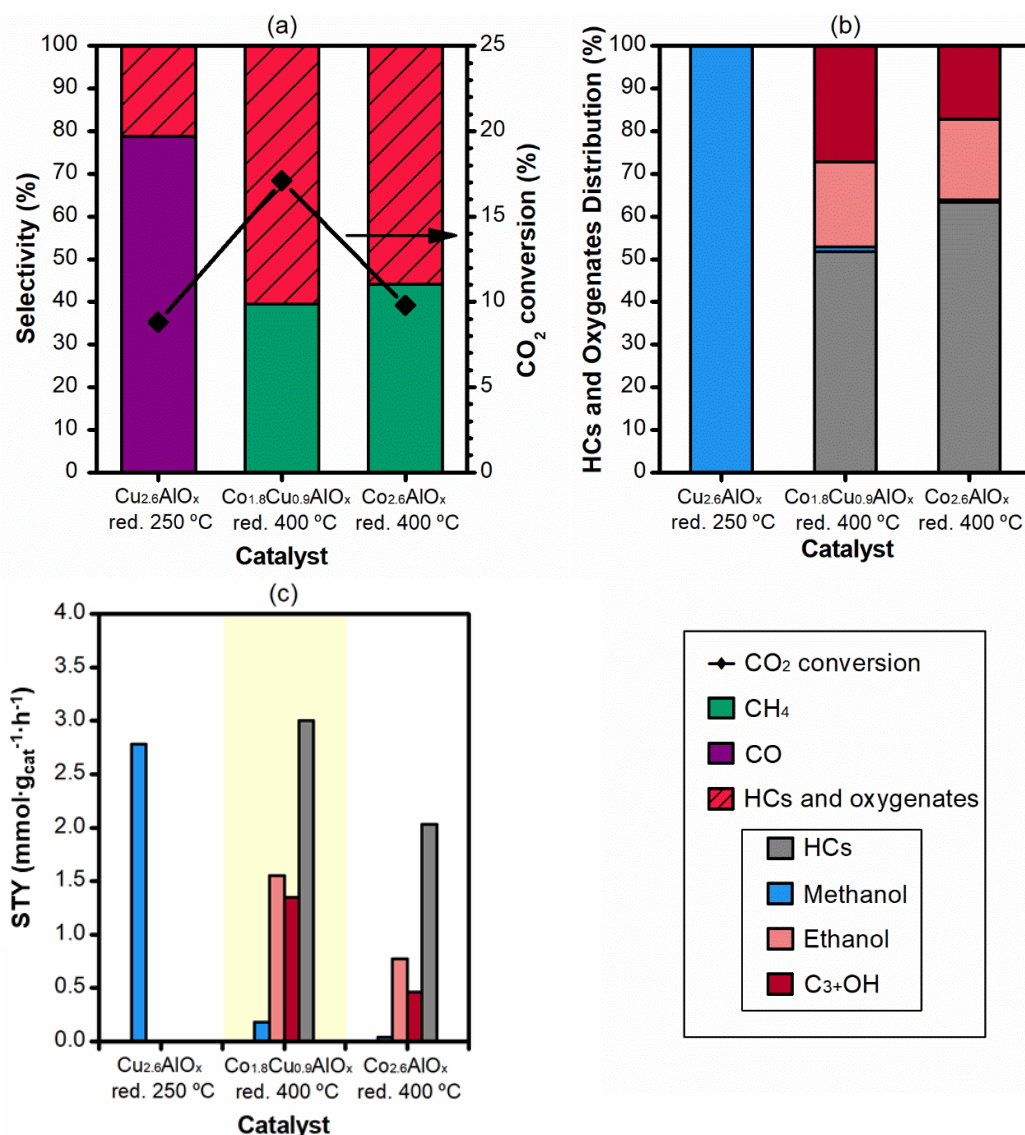 (a)
100
90
80
70
60
50
40
30
20
10
0
Selectivity (%)
25
20
15
10
5
0
CO₂ conversion (%)
Cu₂.₆AlOₓ
red. 250 ºC
Co₁.₈Cu₀.₉AlOₓ
red. 400 ºC
Co₂.₆AlOₓ
red. 400 ºC
Catalyst
(b)
100
90
80
70
60
50
40
30
20
10
0
HCs and Oxygenates Distribution (%)
Cu₂.₆AlOₓ
red. 250 ºC
Co₁.₈Cu₀.₉AlOₓ
red. 400 ºC
Co₂.₆AlOₓ
red. 400 ºC
Catalyst
(c)
4.0
3.5
3.0
2.5
2.0
1.5
1.0
0.5
0.0
STY (mmol·g_cat⁻¹·h⁻¹)
Cu₂.₆AlOₓ
red. 250 ºC
Co₁.₈Cu₀.₉AlOₓ
red. 400 ºC
Co₂.₆AlOₓ
red. 400 ºC
Catalyst
CO₂ conversion
CH₄
CO
HCs and oxygenates
HCs
Methanol
Ethanol
C₃₊OH